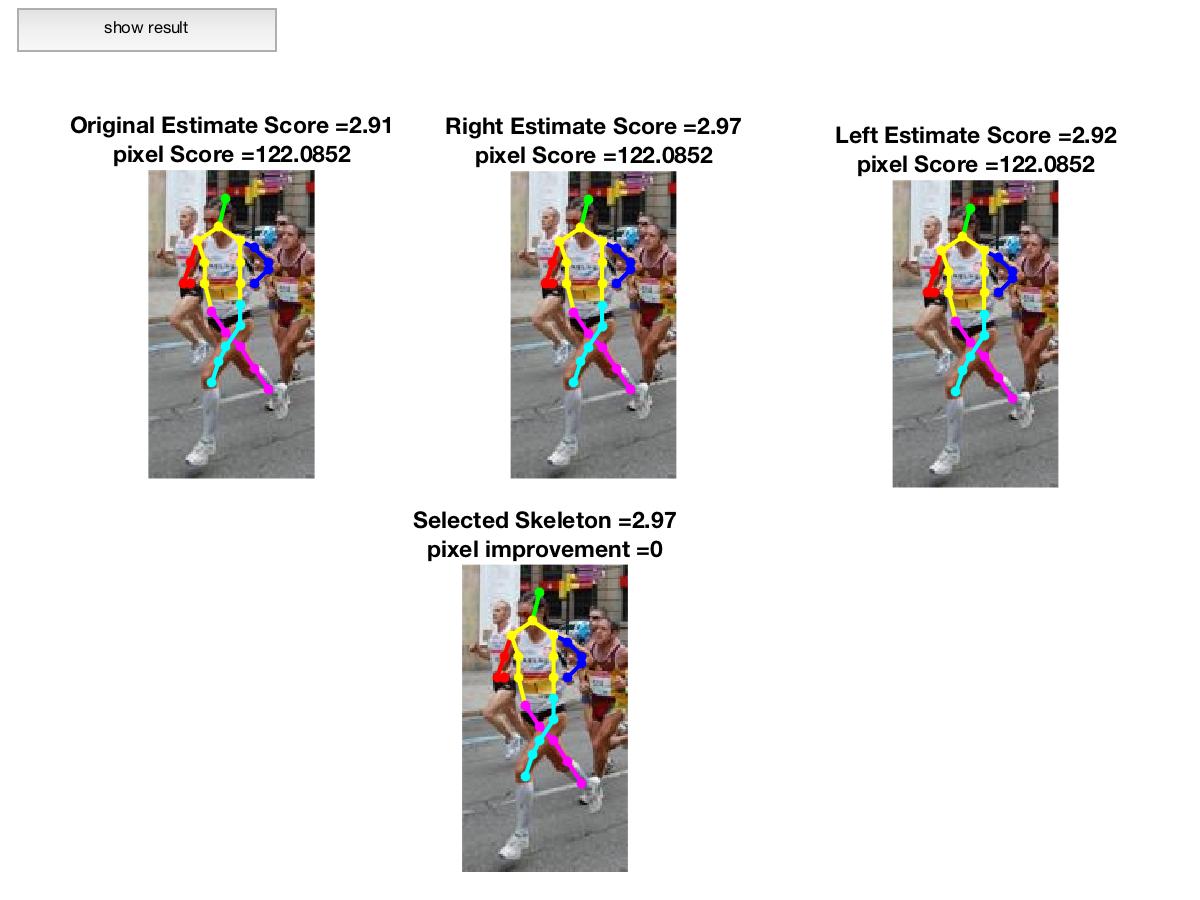 show result
Original Estimate Score =2.91
pixel Score =122.0852
Right Estimate Score =2.97
pixel Score =122.0852
Left Estimate Score =2.92
pixel Score =122.0852
Selected Skeleton =2.97
pixel improvement =0